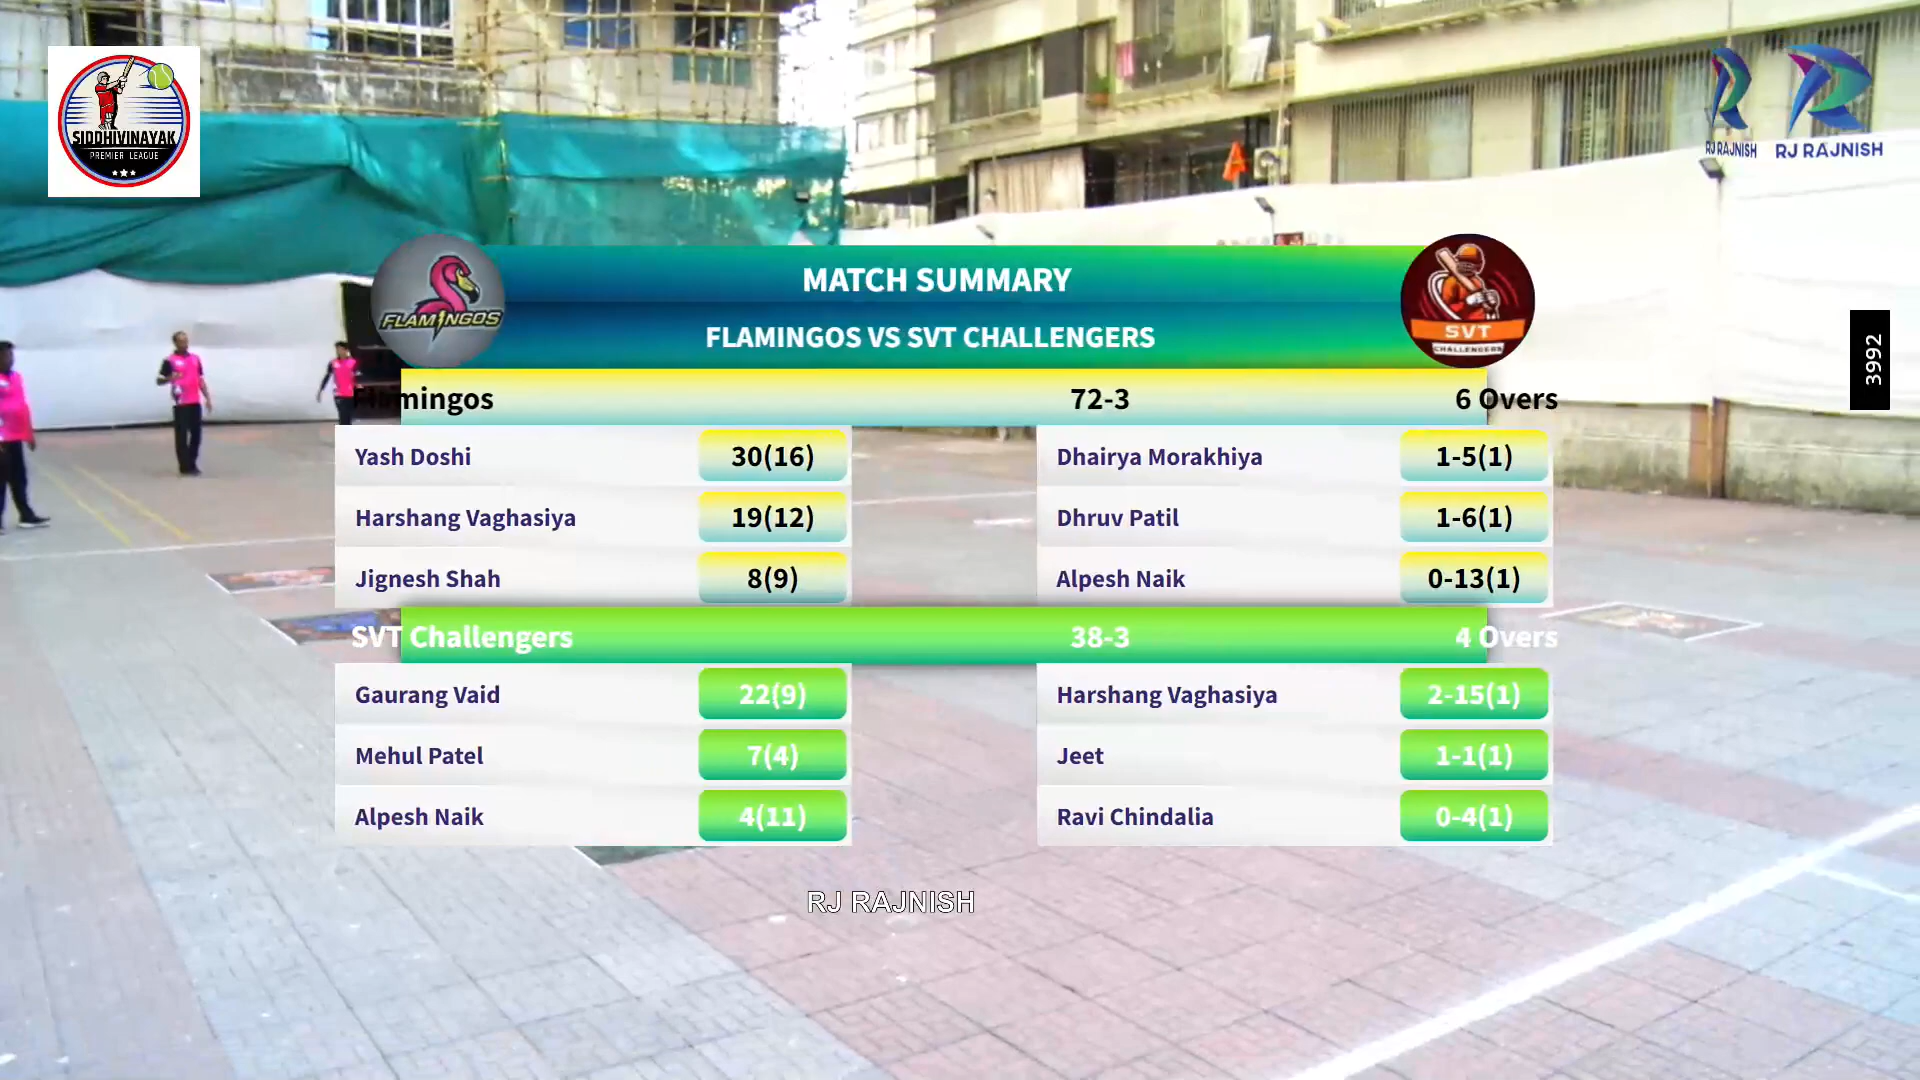 SIDDHIVINAYAK
PREMIER LEAGUE
RJ RAJNISH
RJ RAJNISH
FLAMINGOS
MATCH SUMMARY
FLAMINGOS VS SVT CHALLENGERS
SVT
CHALLENGERS
3992
Flamingos 72-3 6 Overs
Yash Doshi 30(16) Dhairya Morakhiya 1-5(1)
Harshang Vaghasiya 19(12) Dhruv Patil 1-6(1)
Jignesh Shah 8(9) Alpesh Naik 0-13(1)
SVT Challengers 38-3 4 Overs
Gaurang Vaid 22(9) Harshang Vaghasiya 2-15(1)
Mehul Patel 7(4) Jeet 1-1(1)
Alpesh Naik 4(11) Ravi Chindalia 0-4(1)
RJ RAJNISH